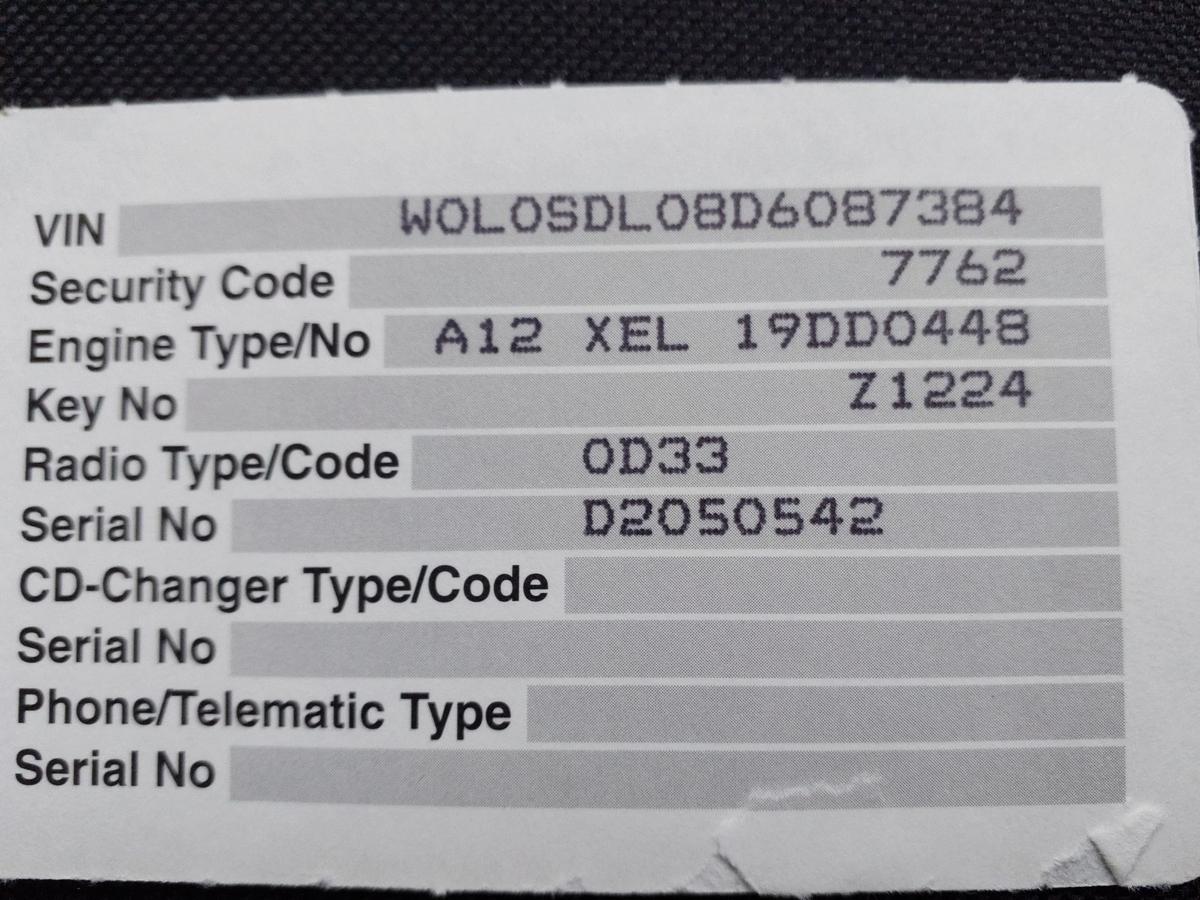 VIN W0L0SDL08D6087384
Security Code 7762
Engine Type/No A12 XEL 19DD0448
Key No Z1224
Radio Type/Code 0D33
Serial No D2050542
CD-Changer Type/Code
Serial No
Phone/Telematic Type
Serial No